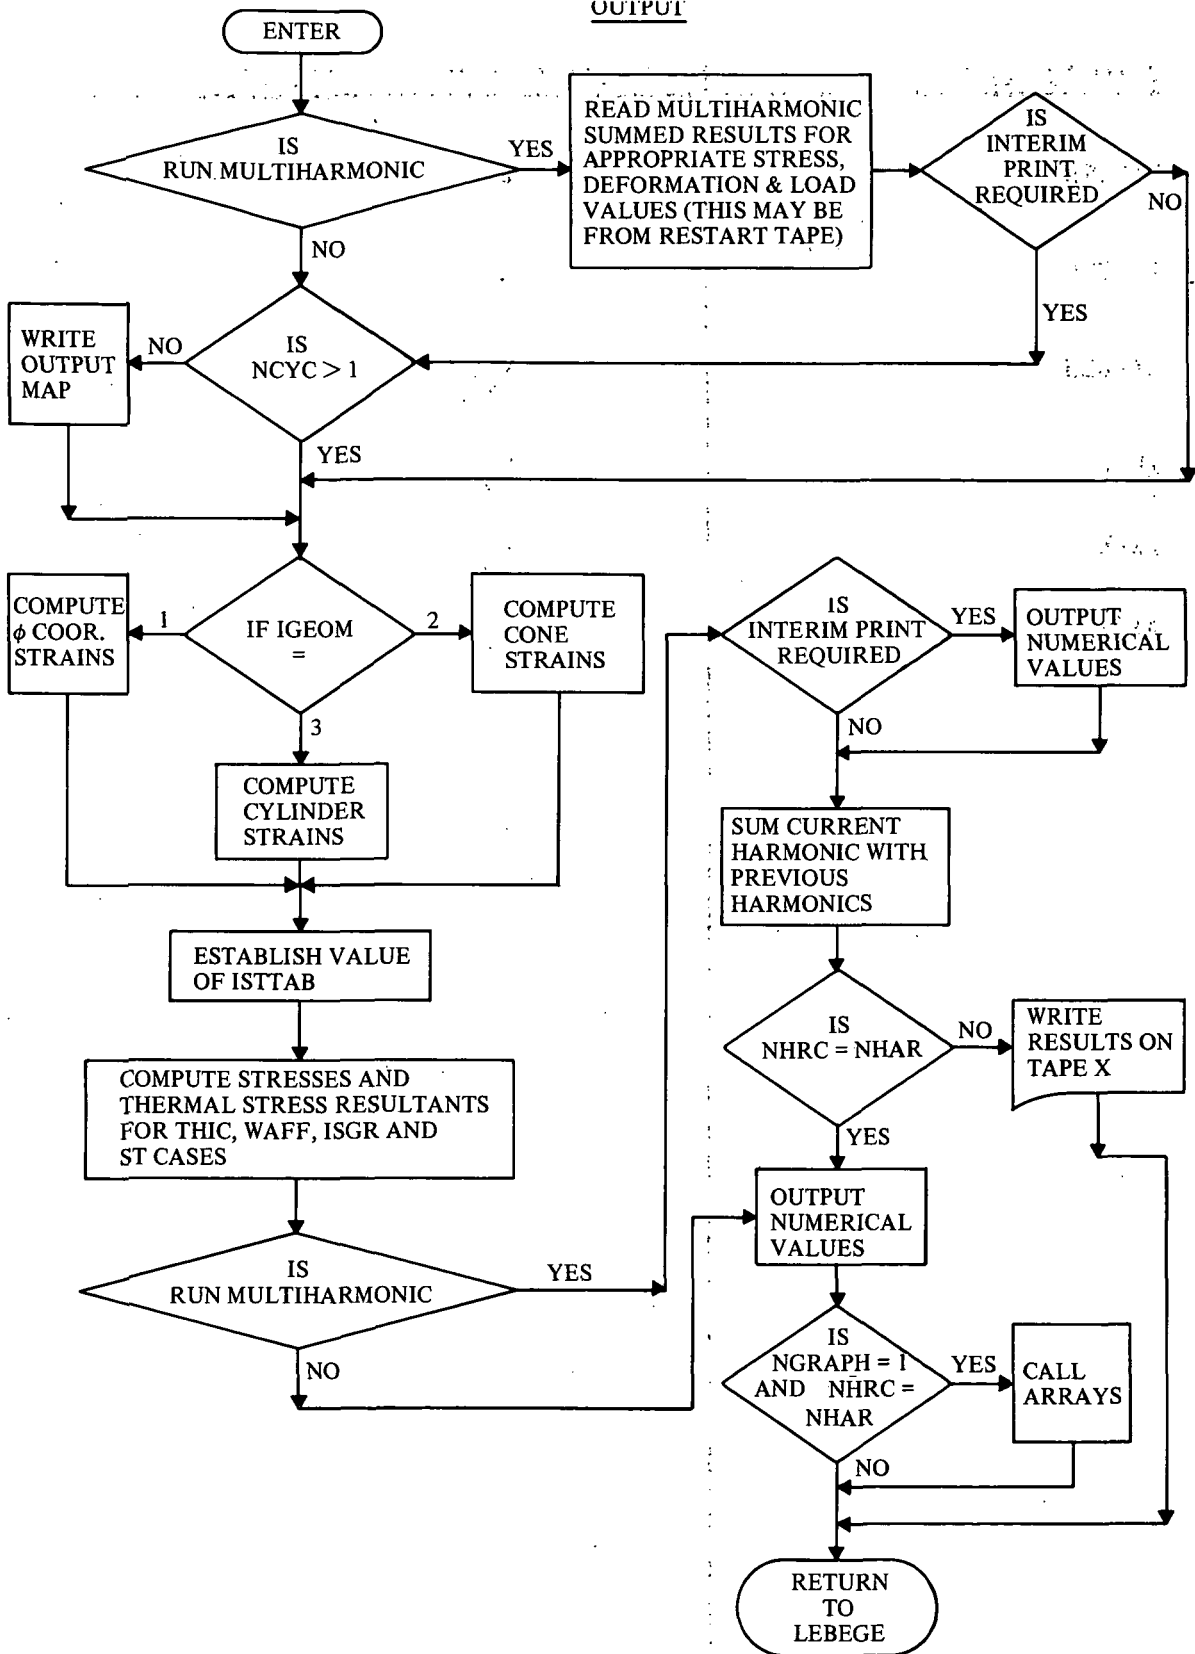 OUTPUT
ENTER
IS
RUN MULTIHARMONIC
YES
NO
READ MULTIHARMONIC
SUMMED RESULTS FOR
APPROPRIATE STRESS,
DEFORMATION & LOAD
VALUES (THIS MAY BE
FROM RESTART TAPE)
IS
INTERIM
PRINT
REQUIRED
NO
YES
IS
NCYC > 1
NO
WRITE
OUTPUT
MAP
YES
IF IGEOM
=
1
COMPUTE
ϕ COOR.
STRAINS
2
COMPUTE
CONE
STRAINS
3
COMPUTE
CYLINDER
STRAINS
ESTABLISH VALUE
OF ISTTAB
COMPUTE STRESSES AND
THERMAL STRESS RESULTANTS
FOR THIC, WAFF, ISGR AND
ST CASES
IS
RUN MULTIHARMONIC
YES
NO
IS
INTERIM PRINT
REQUIRED
YES
OUTPUT
NUMERICAL
VALUES
NO
SUM CURRENT
HARMONIC WITH
PREVIOUS
HARMONICS
IS
NHRC = NHAR
NO
WRITE
RESULTS ON
TAPE X
YES
OUTPUT
NUMERICAL
VALUES
IS
NGRAPH = 1
AND NHRC =
NHAR
YES
CALL
ARRAYS
NO
RETURN
TO
LEBEGE